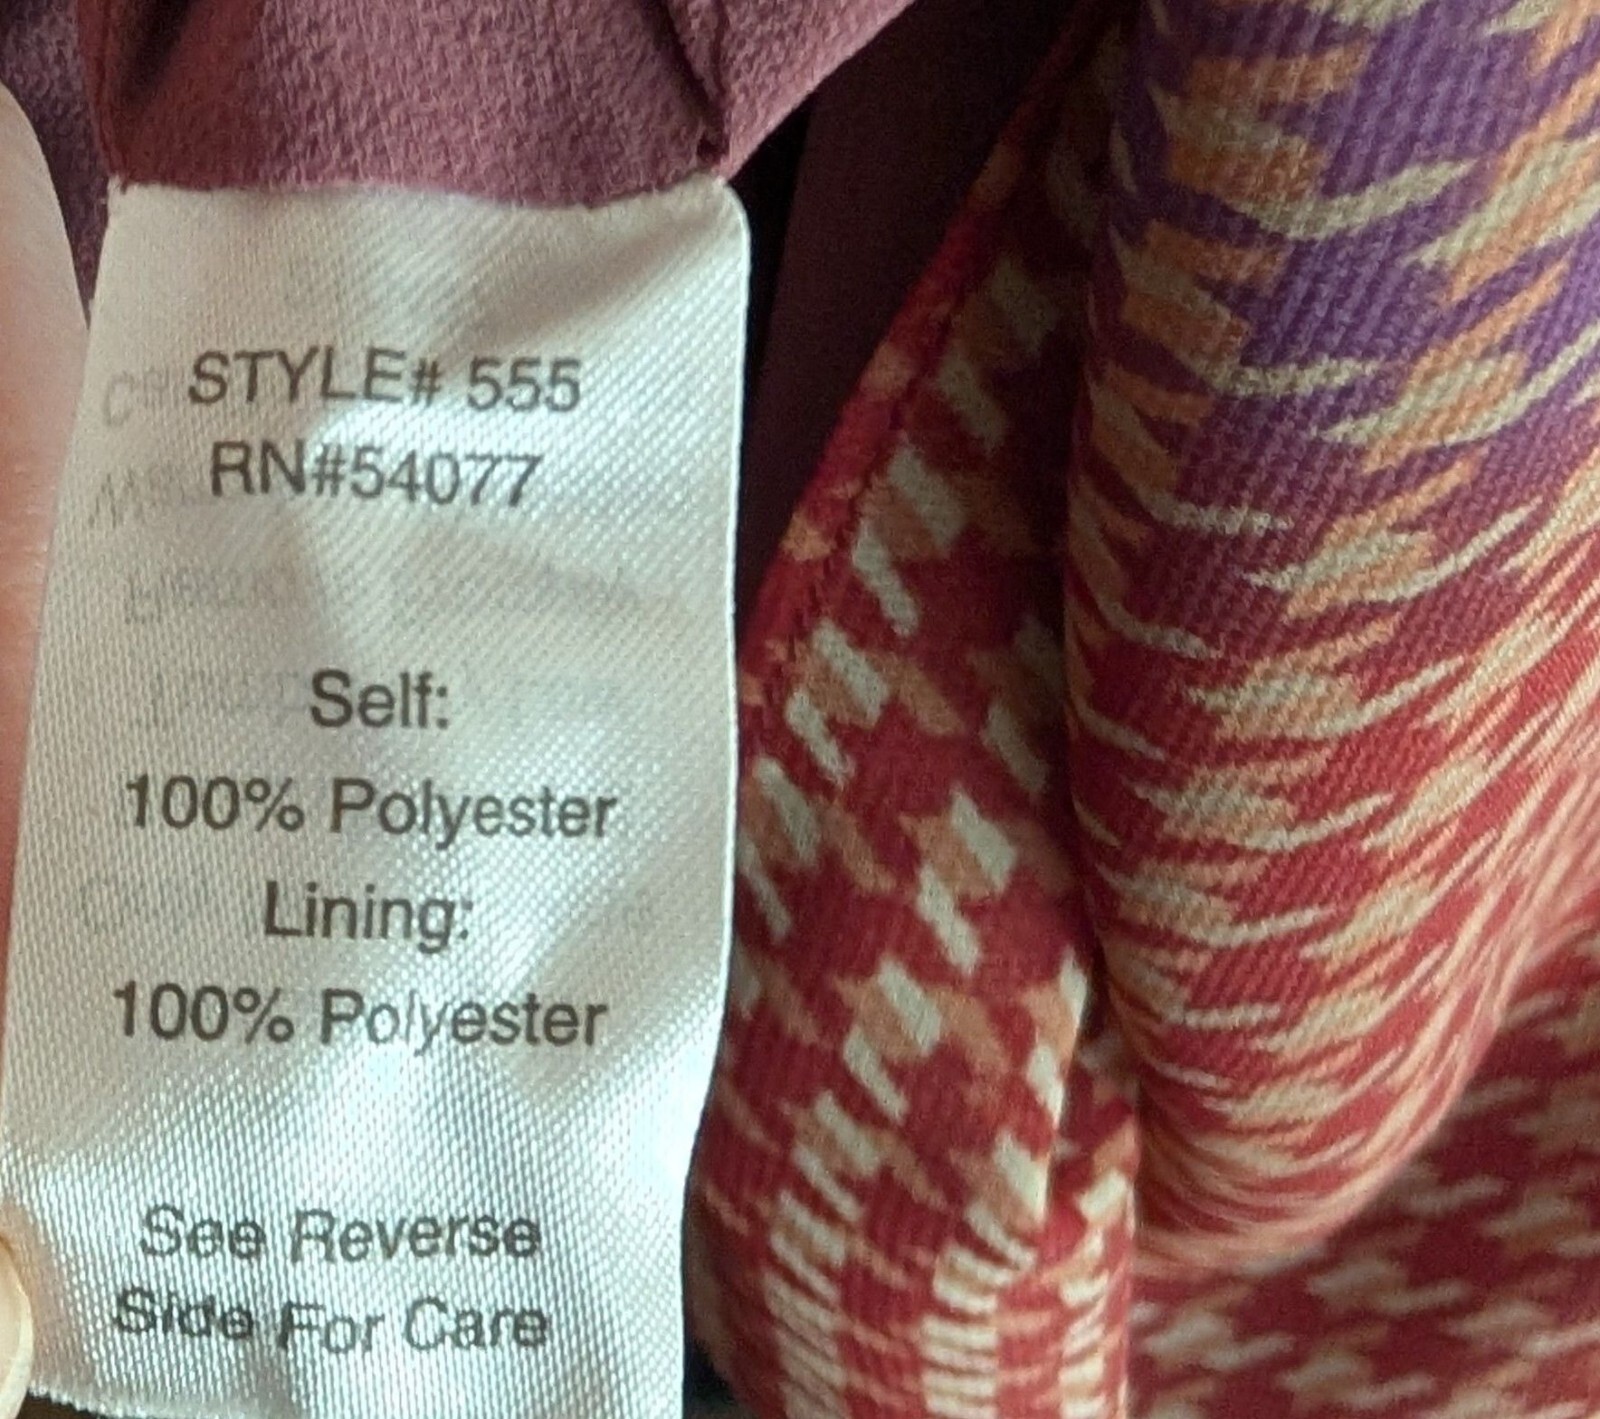 STYLE# 555
RN#54077
Self:
100% Polyester
Lining:
100% Polyester
See Reverse
Side For Care